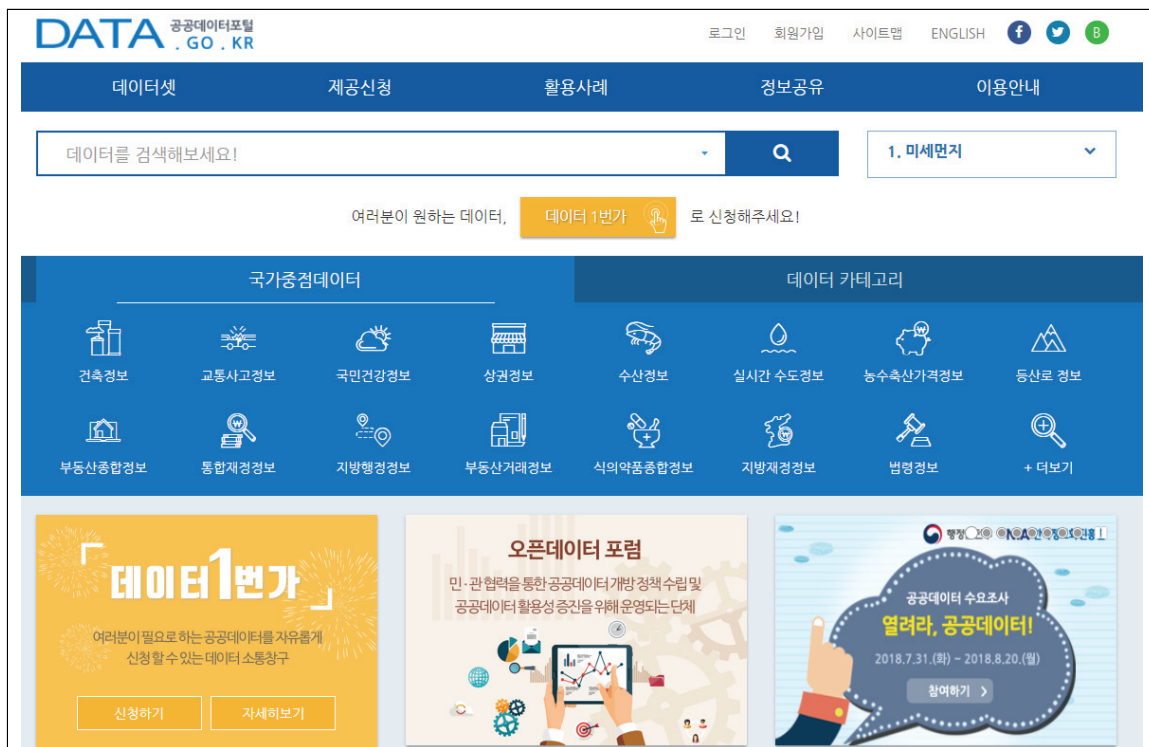 DATA 공공데이터포털
. GO . KR
로그인 회원가입 사이트맵 ENGLISH f B
데이터셋 제공신청 활용사례 정보공유 이용안내
데이터를 검색해보세요! 1. 미세먼지
여러분이 원하는 데이터, 데이터 1번가 로 신청해주세요!
국가중점데이터 데이터 카테고리
건축정보 교통사고정보 국민건강정보 상권정보 수산정보 실시간 수도정보 농수축산가격정보 등산로 정보
부동산종합정보 통합재정정보 지방행정정보 부동산거래정보 식의약품종합정보 지방재정정보 법령정보 + 더보기
「데이터1번가」
여러분이 필요로 하는 공공데이터를 자유롭게
신청 할 수 있는 데이터 소통창구
신청하기 자세히보기
오픈데이터 포럼
민·관 협력을 통한 공공데이터 개방 정책 수립 및
공공데이터 활용성 증진을 위해 운영되는 단체
공공데이터 수요조사
열려라, 공공데이터!
2018.7.31.(화) ~ 2018.8.20.(월)
참여하기 >